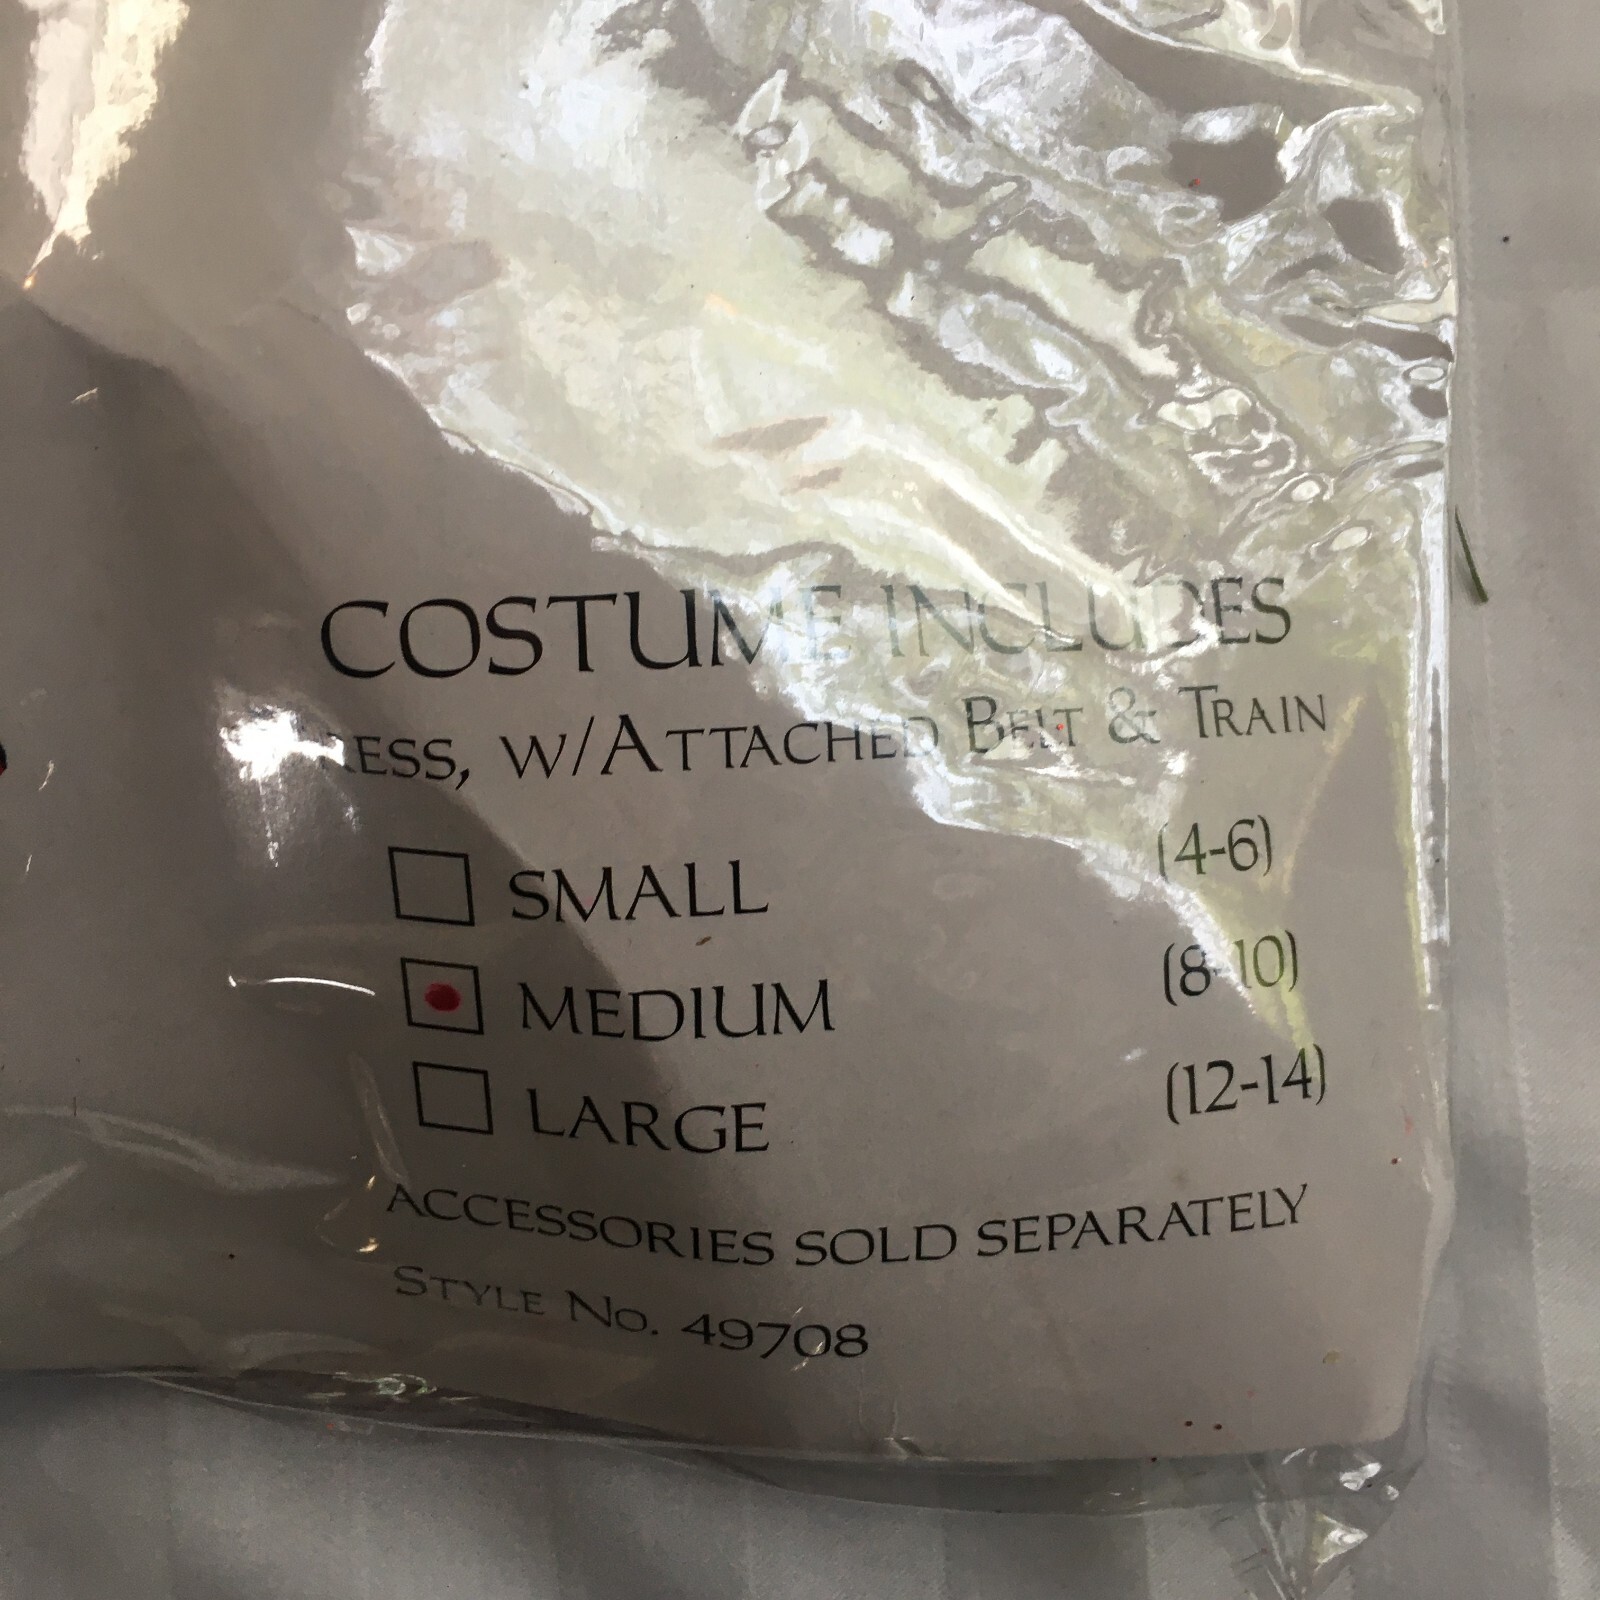 COSTUME INCLUDES
RESS, W/ATTACHED BELT & TRAIN
SMALL (4-6)
MEDIUM (8-10)
LARGE (12-14)
ACCESSORIES SOLD SEPARATELY
STYLE NO. 49708